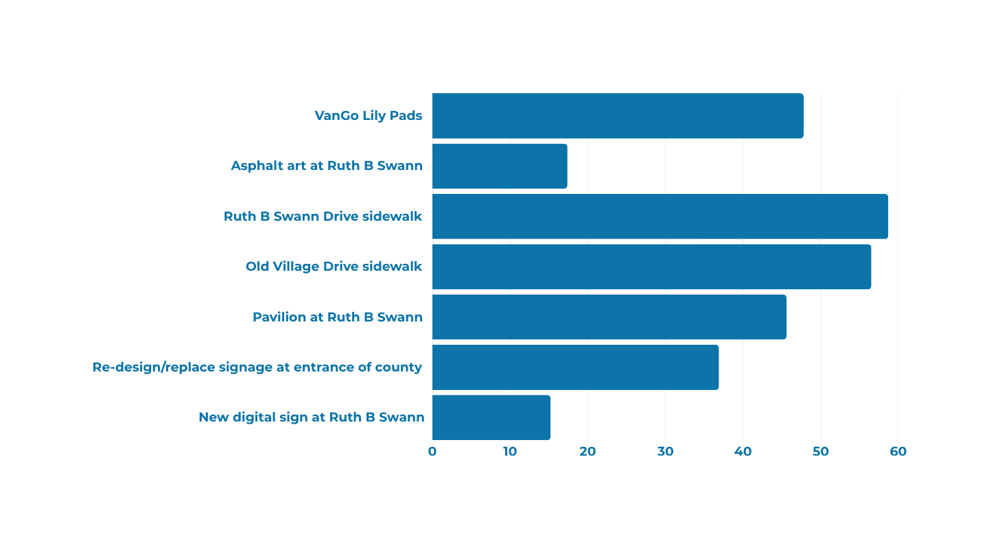 VanGo Lily Pads
Asphalt art at Ruth B Swann
Ruth B Swann Drive sidewalk
Old Village Drive sidewalk
Pavilion at Ruth B Swann
Re-design/replace signage at entrance of county
New digital sign at Ruth B Swann
0 10 20 30 40 50 60